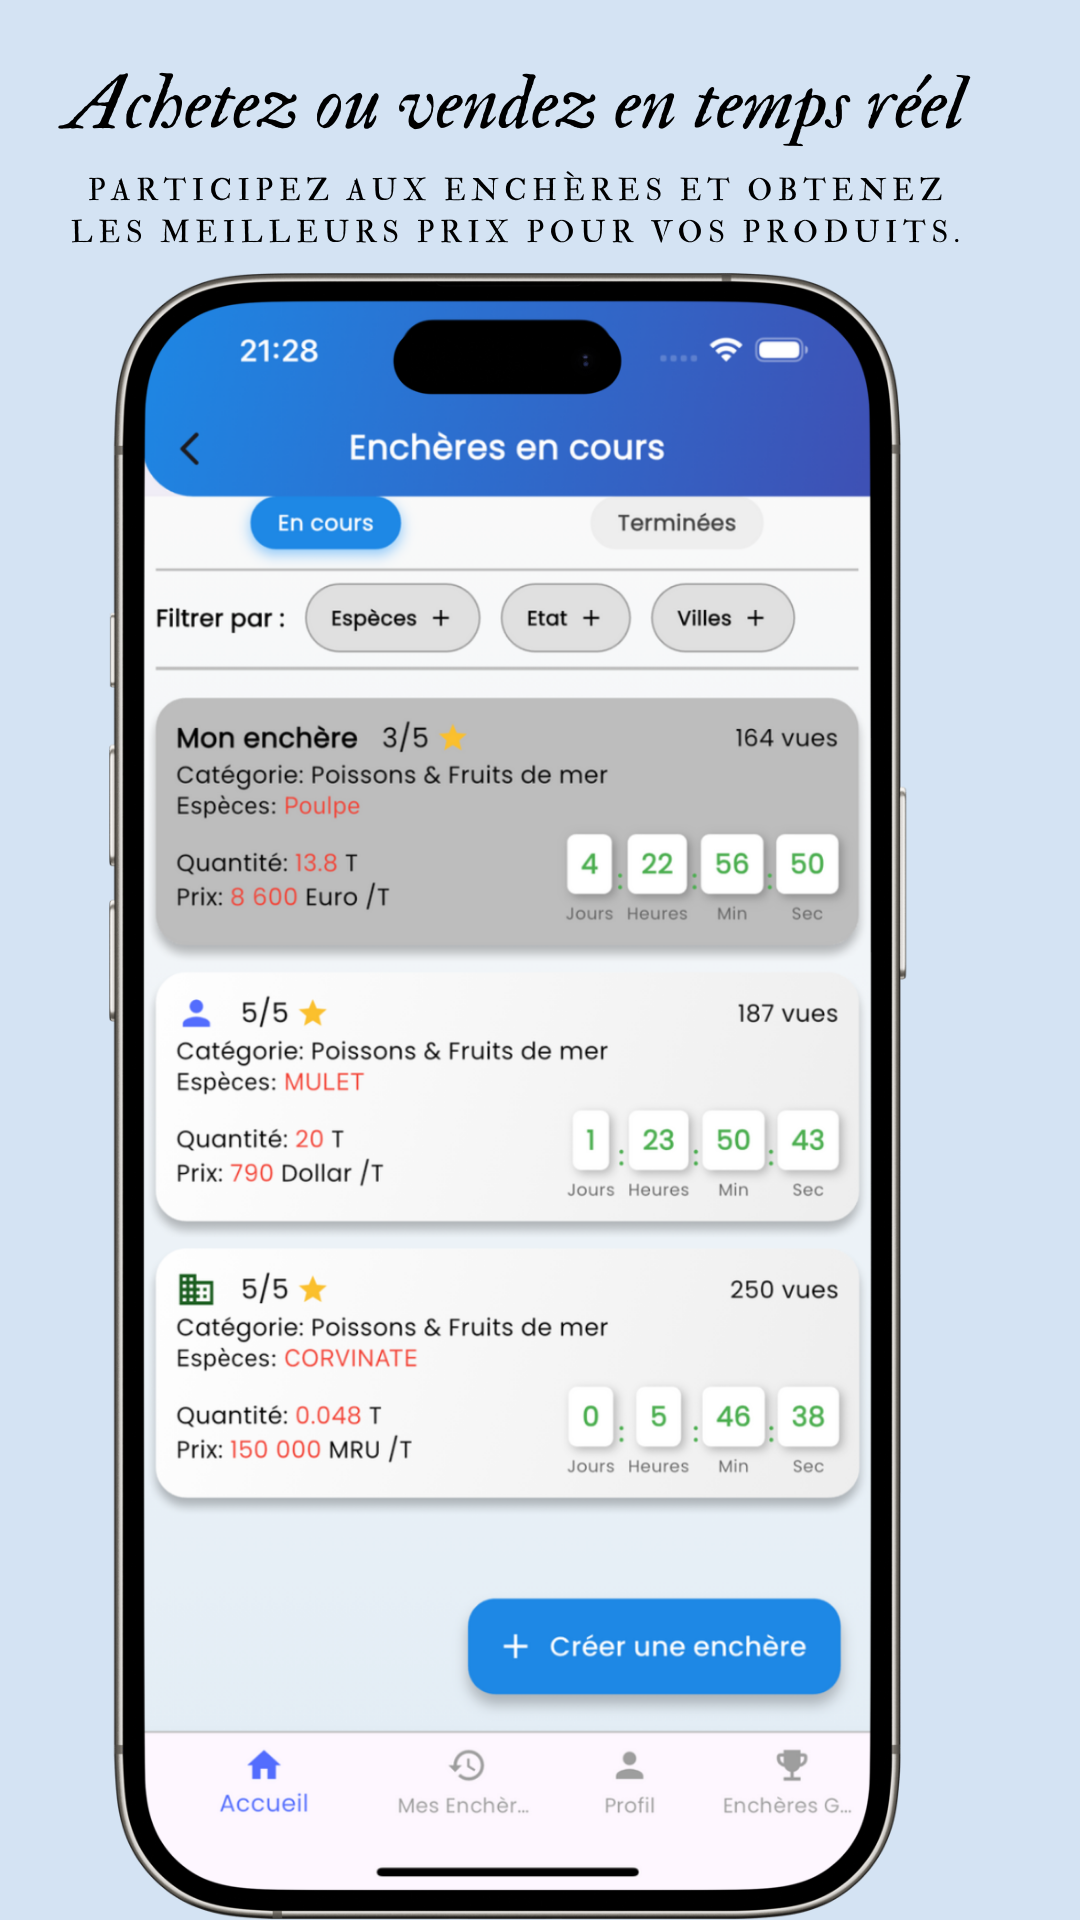 Achetez ou vendez en temps réel
PARTICIPEZ AUX ENCHÈRES ET OBTENEZ
LES MEILLEURS PRIX POUR VOS PRODUITS.
21:28
Enchères en cours
En cours Terminées
Filtrer par : Espèces + Etat + Villes +
Mon enchère 3/5 164 vues
Catégorie: Poissons & Fruits de mer
Espèces: Poulpe
Quantité: 13.8 T
Prix: 8 600 Euro /T
4 : 22 : 56 : 50
Jours Heures Min Sec
5/5 187 vues
Catégorie: Poissons & Fruits de mer
Espèces: MULET
Quantité: 20 T
Prix: 790 Dollar /T
1 : 23 : 50 : 43
Jours Heures Min Sec
5/5 250 vues
Catégorie: Poissons & Fruits de mer
Espèces: CORVINATE
Quantité: 0.048 T
Prix: 150 000 MRU /T
0 : 5 : 46 : 38
Jours Heures Min Sec
+ Créer une enchère
Accueil Mes Enchèr... Profil Enchères G...